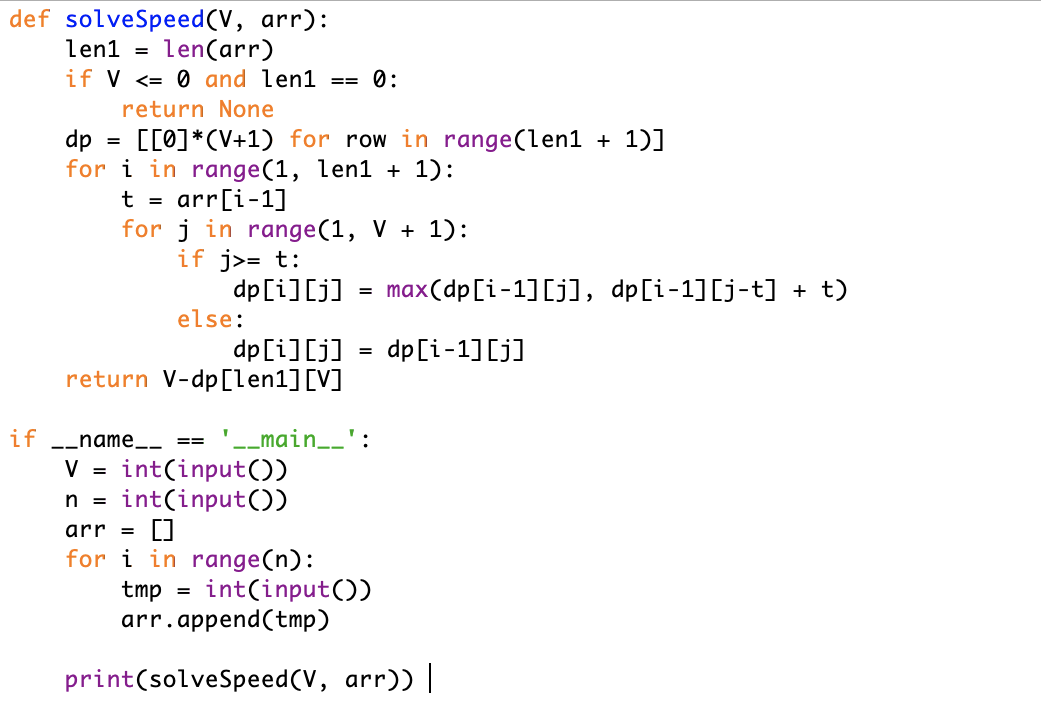 def solveSpeed(V, arr):
    len1 = len(arr)
    if V <= 0 and len1 == 0:
        return None
    dp = [[0]*(V+1) for row in range(len1 + 1)]
    for i in range(1, len1 + 1):
        t = arr[i-1]
        for j in range(1, V + 1):
            if j>= t:
                dp[i][j] = max(dp[i-1][j], dp[i-1][j-t] + t)
            else:
                dp[i][j] = dp[i-1][j]
    return V-dp[len1][V]

if __name__ == '__main__':
    V = int(input())
    n = int(input())
    arr = []
    for i in range(n):
        tmp = int(input())
        arr.append(tmp)

    print(solveSpeed(V, arr))